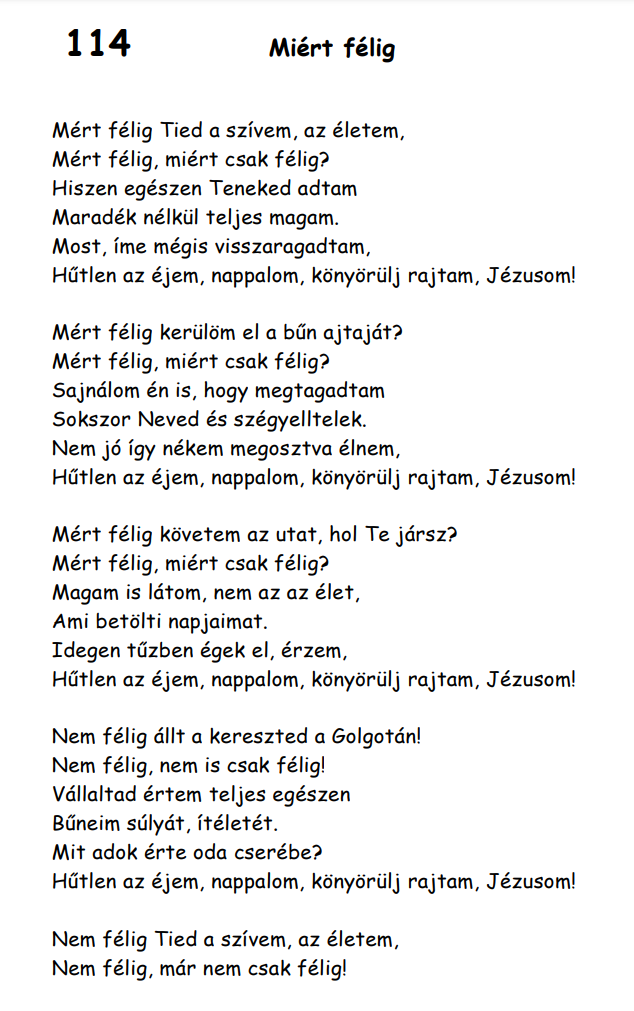 114 Miért félig
Mért félig Tied a szívem, az életem,
Mért félig, miért csak félig?
Hiszen egészen Teneked adtam
Maradék nélkül teljes magam.
Most, íme mégis visszaragadtam,
Hűtlen az éjem, nappalom, könyörülj rajtam, Jézusom!
Mért félig kerülöm el a bűn ajtaját?
Mért félig, miért csak félig?
Sajnálom én is, hogy megtagadtam
Sokszor Neved és szégyelltelek.
Nem jó így nékem megosztva élnem,
Hűtlen az éjem, nappalom, könyörülj rajtam, Jézusom!
Mért félig követem az utat, hol Te jársz?
Mért félig, miért csak félig?
Magam is látom, nem az az élet,
Ami betölti napjaimat.
Idegen tűzben égek el, érzem,
Hűtlen az éjem, nappalom, könyörülj rajtam, Jézusom!
Nem félig állt a kereszted a Golgotán!
Nem félig, nem is csak félig!
Vállaltad értem teljes egészen
Bűneim súlyát, ítéletét.
Mit adok érte oda cserébe?
Hűtlen az éjem, nappalom, könyörülj rajtam, Jézusom!
Nem félig Tied a szívem, az életem,
Nem félig, már nem csak félig!